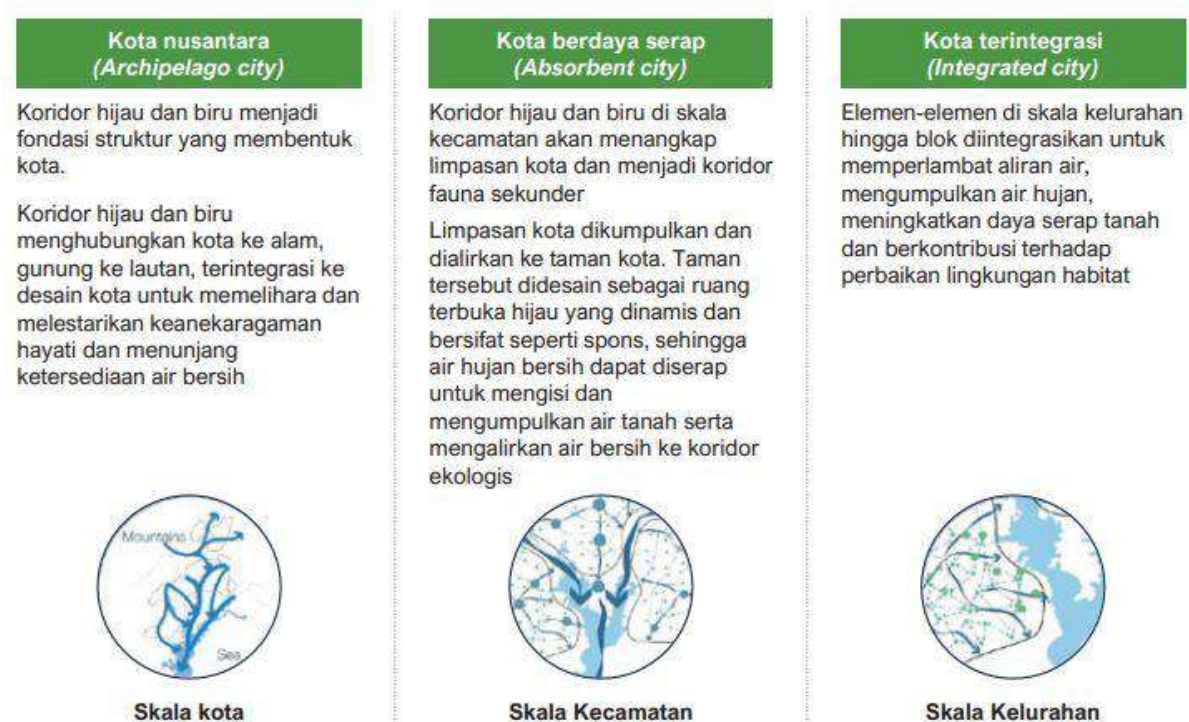 Kota nusantara
(Archipelago city)
Koridor hijau dan biru menjadi
fondasi struktur yang membentuk
kota.
Koridor hijau dan biru
menghubungkan kota ke alam,
gunung ke lautan, terintegrasi ke
desain kota untuk memelihara dan
melestarikan keanekaragaman
hayati dan menunjang
ketersediaan air bersih
Mountains
Sea
Skala kota
Kota berdaya serap
(Absorbent city)
Koridor hijau dan biru di skala
kecamatan akan menangkap
limpasan kota dan menjadi koridor
fauna sekunder
Limpasan kota dikumpulkan dan
dialirkan ke taman kota. Taman
tersebut didesain sebagai ruang
terbuka hijau yang dinamis dan
bersifat seperti spons, sehingga
air hujan bersih dapat diserap
untuk mengisi dan
mengumpulkan air tanah serta
mengalirkan air bersih ke koridor
ekologis
Skala Kecamatan
Kota terintegrasi
(Integrated city)
Elemen-elemen di skala kelurahan
hingga blok diintegrasikan untuk
memperlambat aliran air,
mengumpulkan air hujan,
meningkatkan daya serap tanah
dan berkontribusi terhadap
perbaikan lingkungan habitat
Skala Kelurahan